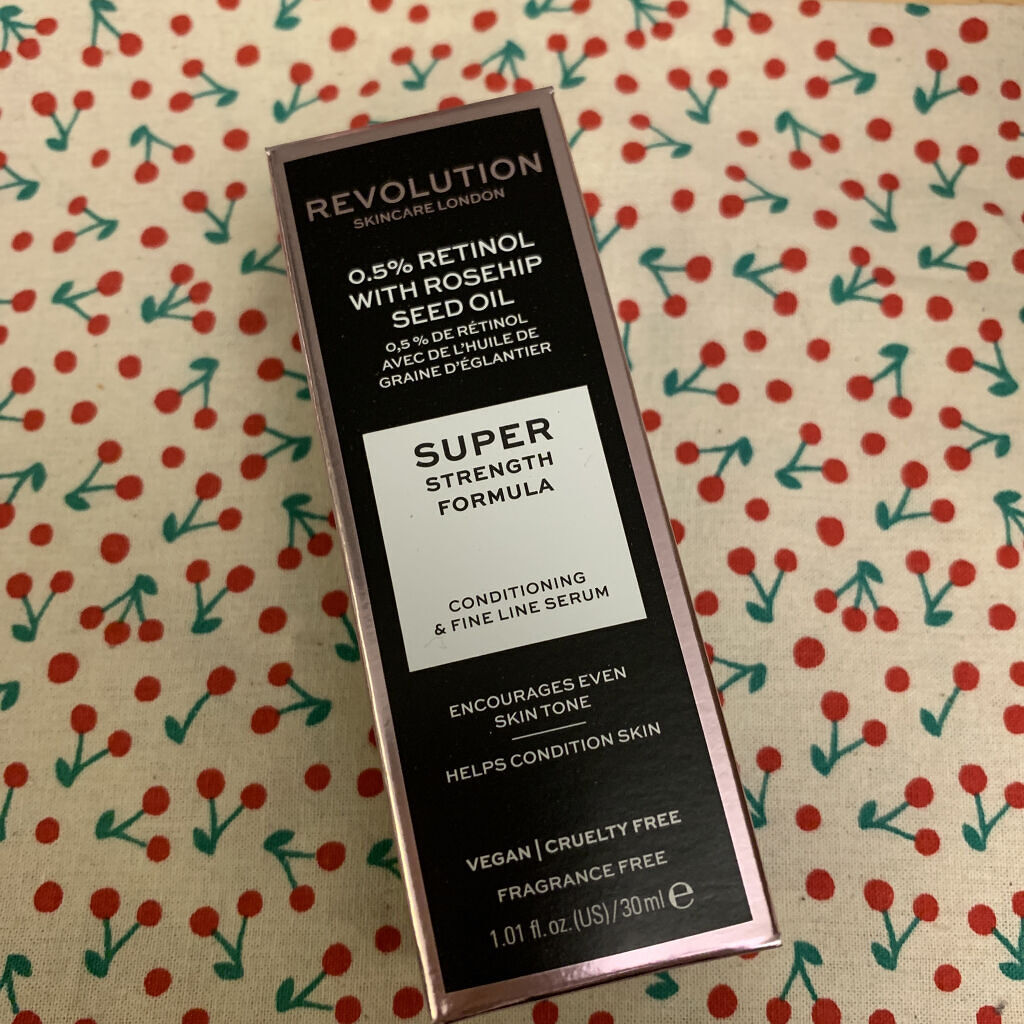 REVOLUTION
SKINCARE LONDON
0.5% RETINOL
WITH ROSEHIP
SEED OIL
0,5 % DE RÉTINOL
AVEC DE L'HUILE DE
GRAINE D'ÉGLANTIER
SUPER
STRENGTH
FORMULA
CONDITIONING
& FINE LINE SERUM
ENCOURAGES EVEN
SKIN TONE
HELPS CONDITION SKIN
VEGAN | CRUELTY FREE
FRAGRANCE FREE
1.01 fl.oz.(US)/30ml ℮